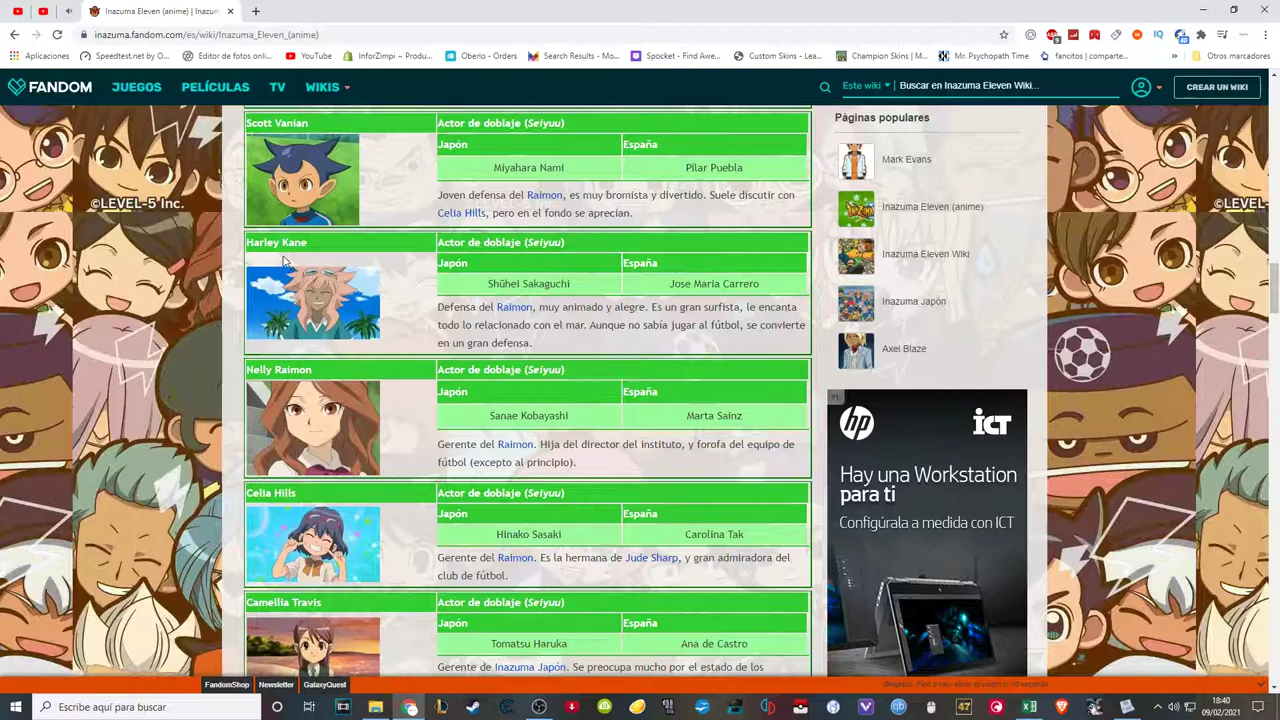 Inazuma Eleven (anime) | Inazum
inazuma.fandom.com/es/wiki/Inazuma_Eleven_(anime)
Aplicaciones
Speedtest.net by O...
Editor de fotos onli...
YouTube
InforZimpi ~ Produ...
Oberlo - Orders
Search Results - Mo...
Spocket - Find Awe...
Custom Skins - Lea...
Champion Skins | M...
Mr. Psychopath Time
fancitos | comparte...
Otros marcadores
FANDOM
JUEGOS
PELÍCULAS
TV
WIKIS
Este wiki
Buscar en Inazuma Eleven Wiki...
CREAR UN WIKI
©LEVEL-5 Inc.
©LEVEL-5 Inc.
Scott Vanian
Actor de doblaje (Seiyuu)
Japón
España
Miyahara Nami
Pilar Puebla
Joven defensa del Raimon, es muy bromista y divertido. Suele discutir con
Celia Hills, pero en el fondo se aprecian.
Harley Kane
Actor de doblaje (Seiyuu)
Japón
España
Shūhei Sakaguchi
Jose Maria Carrero
Defensa del Raimon, muy animado y alegre. Es un gran surfista, le encanta
todo lo relacionado con el mar. Aunque no sabía jugar al fútbol, se convierte
en un gran defensa.
Nelly Raimon
Actor de doblaje (Seiyuu)
Japón
España
Sanae Kobayashi
Marta Sainz
Gerente del Raimon. Hija del director del instituto, y forofa del equipo de
fútbol (excepto al principio).
Celia Hills
Actor de doblaje (Seiyuu)
Japón
España
Hinako Sasaki
Carolina Tak
Gerente del Raimon. Es la hermana de Jude Sharp, y gran admiradora del
club de fútbol.
Camellia Travis
Actor de doblaje (Seiyuu)
Japón
España
Tomatsu Haruka
Ana de Castro
Gerente de Inazuma Japón. Se preocupa mucho por el estado de los
Páginas populares
Mark Evans
Inazuma Eleven (anime)
Inazuma Eleven Wiki
Inazuma Japón
Axel Blaze
hp
ICT
Hay una Workstation
para ti
Configúrala a medida con ICT
FandomShop
Newsletter
GalaxyQuest
Escribe aquí para buscar
18:40
09/02/2021